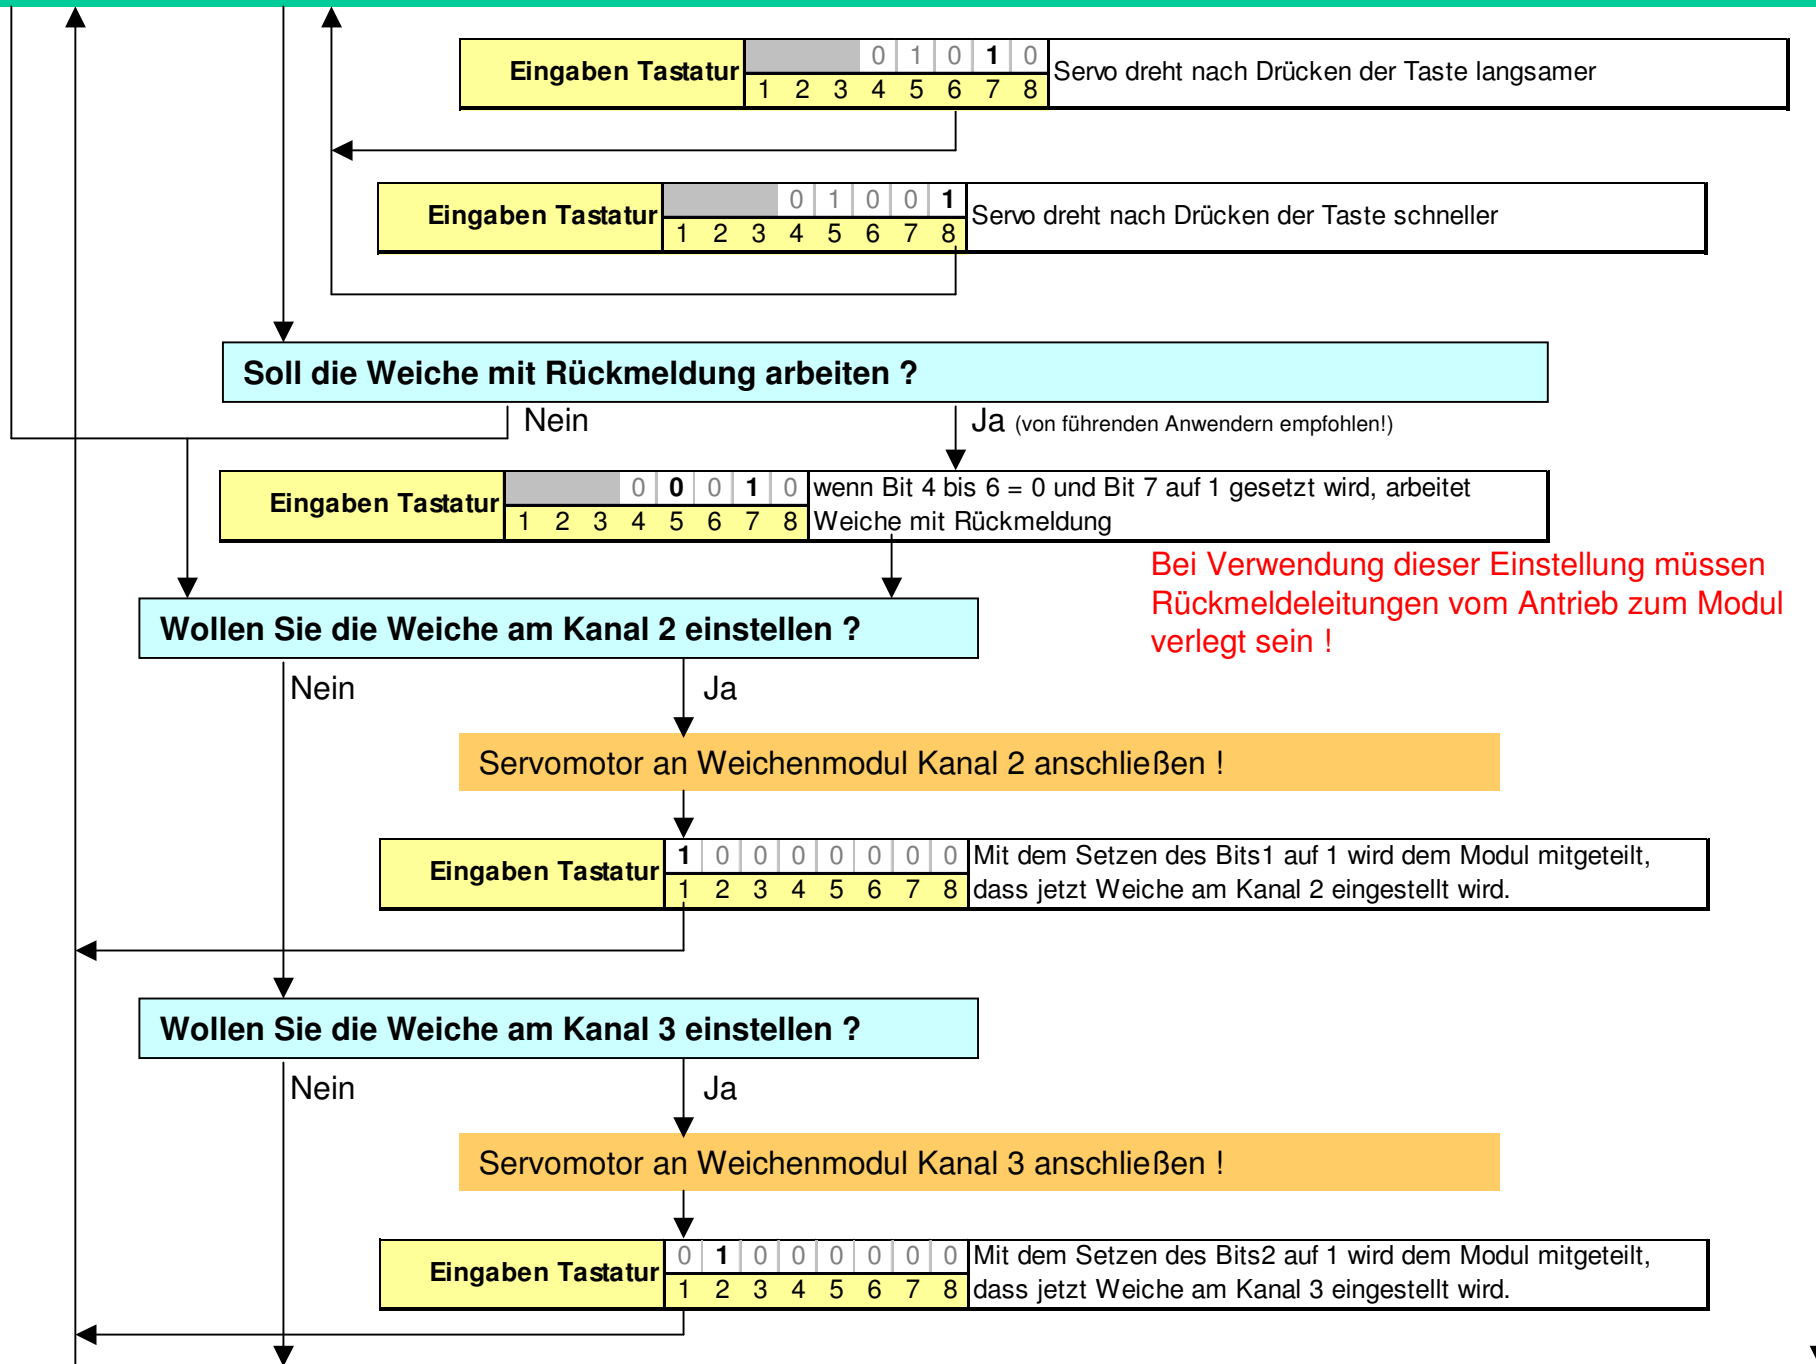 0 1 0 1 0
Eingaben Tastatur
Servo dreht nach Drücken der Taste langsamer
1 2 3 4 5 6 7 8
0 1 0 0 1
Eingaben Tastatur
Servo dreht nach Drücken der Taste schneller
1 2 3 4 5 6 7 8
Soll die Weiche mit Rückmeldung arbeiten ?
Nein
Ja (von führenden Anwendern empfohlen!)
0 0 0 1 0
Eingaben Tastatur
1 2 3 4 5 6 7 8
wenn Bit 4 bis 6 = 0 und Bit 7 auf 1 gesetzt wird, arbeitet
Weiche mit Rückmeldung
Bei Verwendung dieser Einstellung müssen
Rückmeldeleitungen vom Antrieb zum Modul
verlegt sein !
Wollen Sie die Weiche am Kanal 2 einstellen ?
Nein
Ja
Servomotor an Weichenmodul Kanal 2 anschließen !
1 0 0 0 0 0 0 0
Eingaben Tastatur
1 2 3 4 5 6 7 8
Mit dem Setzen des Bits1 auf 1 wird dem Modul mitgeteilt,
dass jetzt Weiche am Kanal 2 eingestellt wird.
Wollen Sie die Weiche am Kanal 3 einstellen ?
Nein
Ja
Servomotor an Weichenmodul Kanal 3 anschließen !
0 1 0 0 0 0 0 0
Eingaben Tastatur
1 2 3 4 5 6 7 8
Mit dem Setzen des Bits2 auf 1 wird dem Modul mitgeteilt,
dass jetzt Weiche am Kanal 3 eingestellt wird.